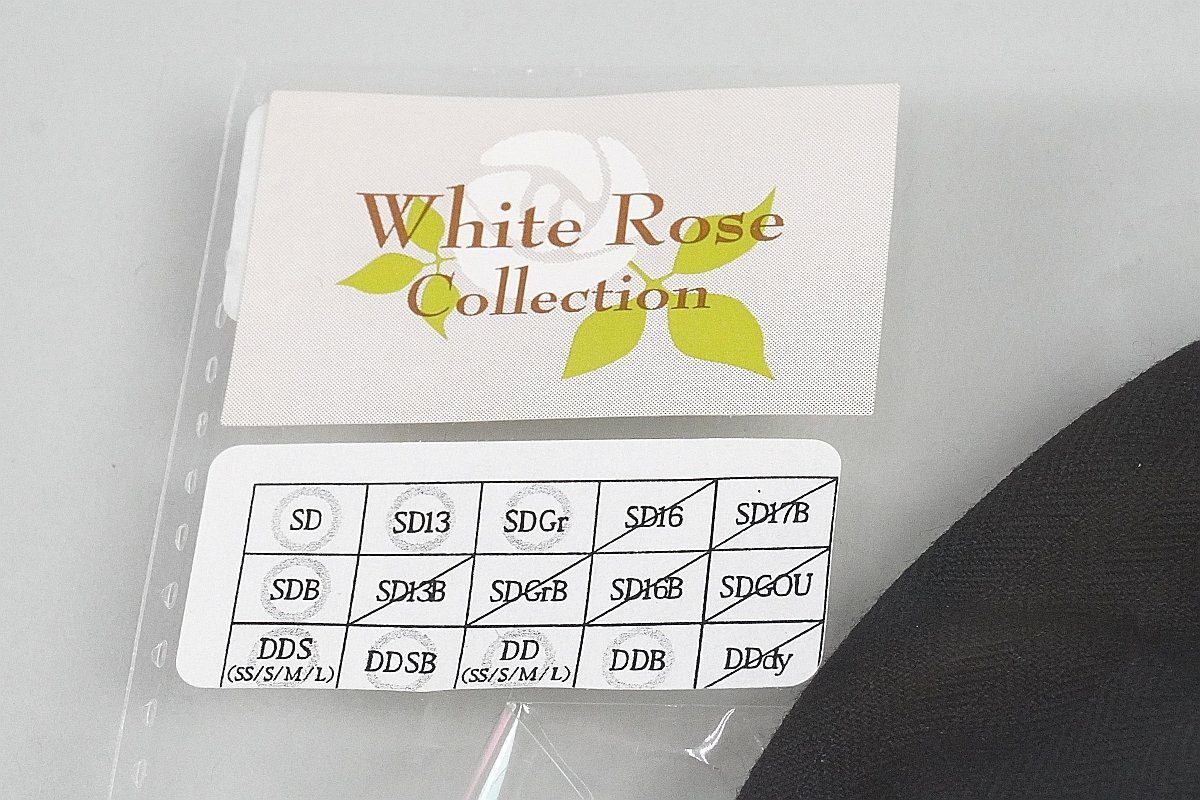 White Rose
Collection
SD SD13 SDGr SD16 SD17B
SDB SD13B SDGrB SD16B SDGOU
DDS DDSB DD DDB DDdy
(SS/S/M/L) (SS/S/M/L)